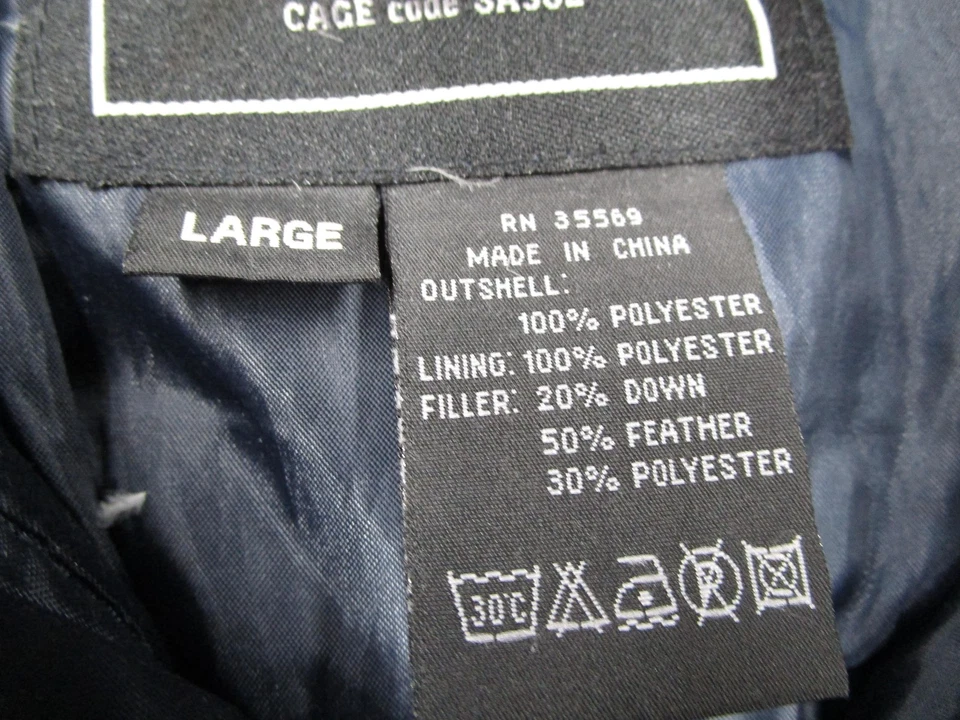 CAGE code
LARGE
RN 35569
MADE IN CHINA
OUTSHELL:
100% POLYESTER
LINING: 100% POLYESTER
FILLER: 20% DOWN
50% FEATHER
30% POLYESTER
30°C
R